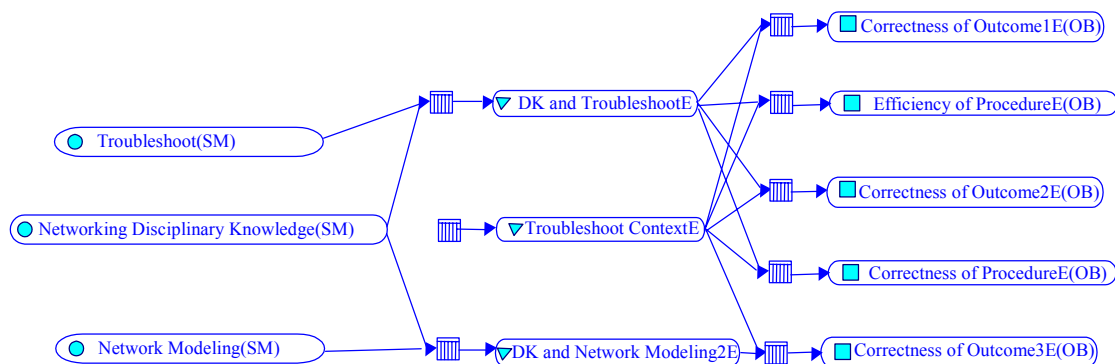 Correctness of Outcome1E(OB)
DK and TroubleshootE
Efficiency of ProcedureE(OB)
Troubleshoot(SM)
Correctness of Outcome2E(OB)
Networking Disciplinary Knowledge(SM)
Troubleshoot ContextE
Correctness of ProcedureE(OB)
Network Modeling(SM)
DK and Network Modeling2E
Correctness of Outcome3E(OB)